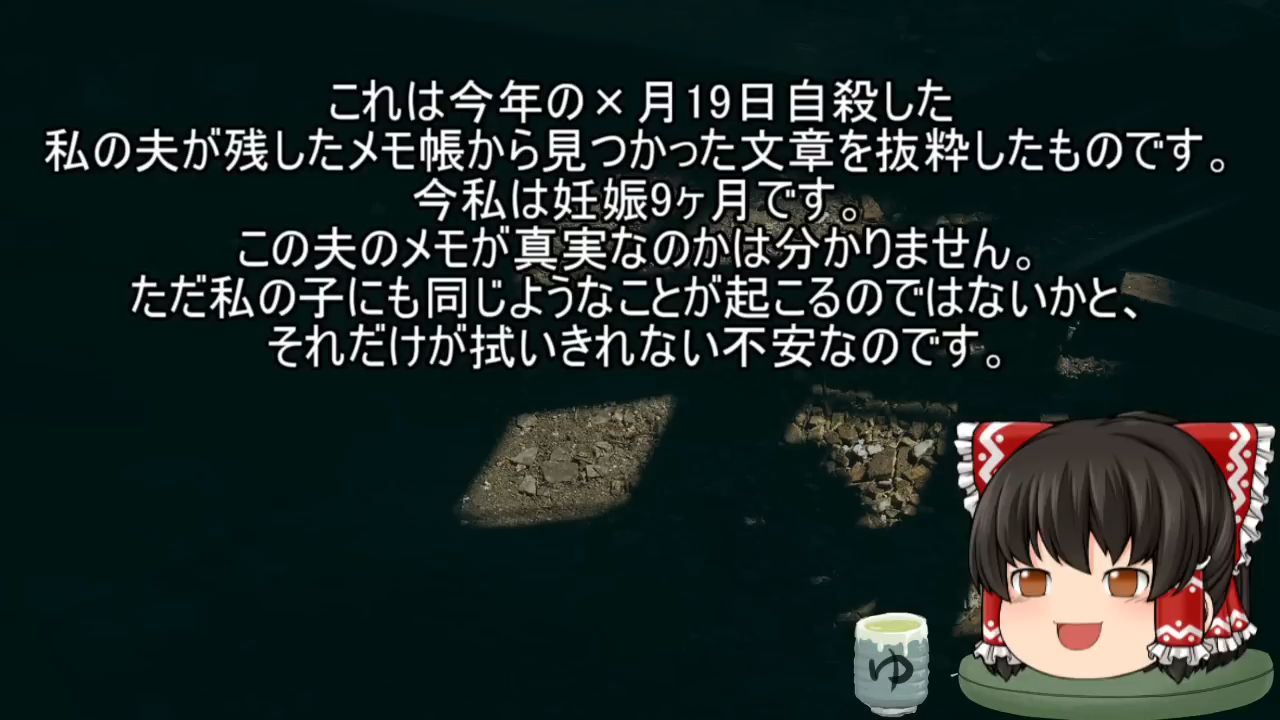 これは今年の×月19日自殺した
私の夫が残したメモ帳から見つかった文章を抜粋したものです。
今私は妊娠9ヶ月です。
この夫のメモが真実なのかは分かりません。
ただ私の子にも同じようなことが起こるのではないかと、
それだけが拭いきれない不安なのです。
ゆ